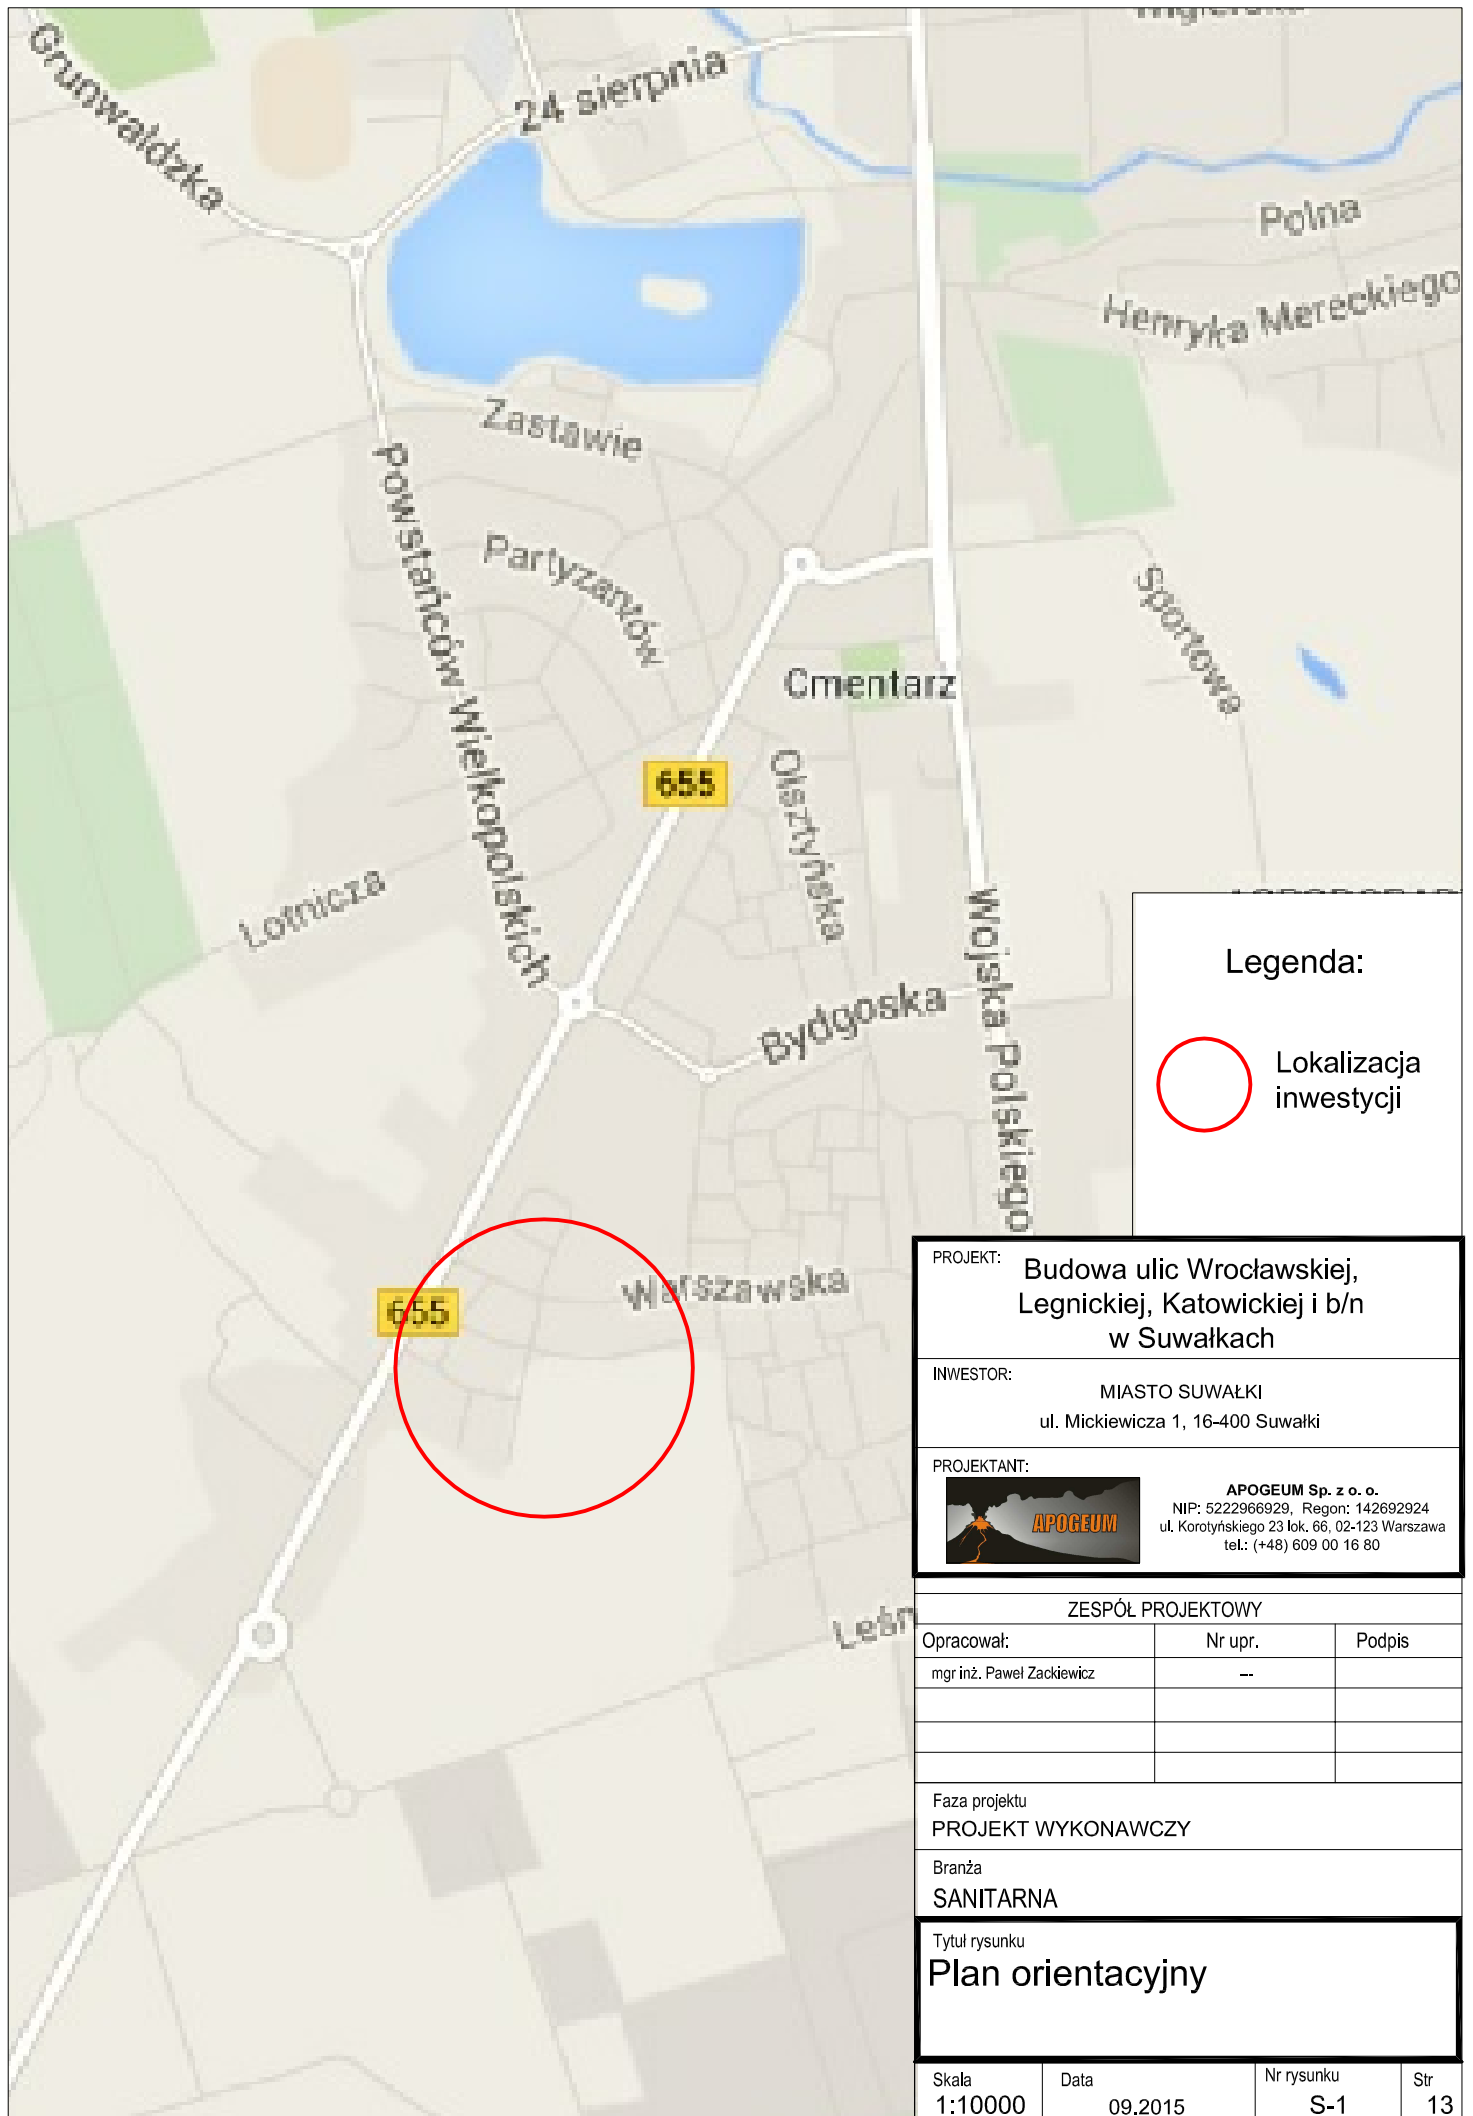 Grunwaldzka
24 sierpnia
Polna
Henryka Mereckiego
Zastawie
Powstańców Wielkopolskich
Partyzantów
Sportowa
Cmentarz
655
Olsztyńska
Lotnicza
Wojska Polskiego
Bydgoska
Warszawska
655
Leśn
Legenda:
Lokalizacja
inwestycji
PROJEKT:
Budowa ulic Wrocławskiej,
Legnickiej, Katowickiej i b/n
w Suwałkach
INWESTOR:
MIASTO SUWAŁKI
ul. Mickiewicza 1, 16-400 Suwałki
PROJEKTANT:
APOGEUM
APOGEUM Sp. z o. o.
NIP: 5222966929, Regon: 142692924
ul. Korotyńskiego 23 lok. 66, 02-123 Warszawa
tel.: (+48) 609 00 16 80
ZESPÓŁ PROJEKTOWY
Opracował: Nr upr. Podpis
mgr inż. Paweł Zackiewicz ---
Faza projektu
PROJEKT WYKONAWCZY
Branża
SANITARNA
Tytuł rysunku
Plan orientacyjny
Skala Data Nr rysunku Str
1:10000 09.2015 S-1 13